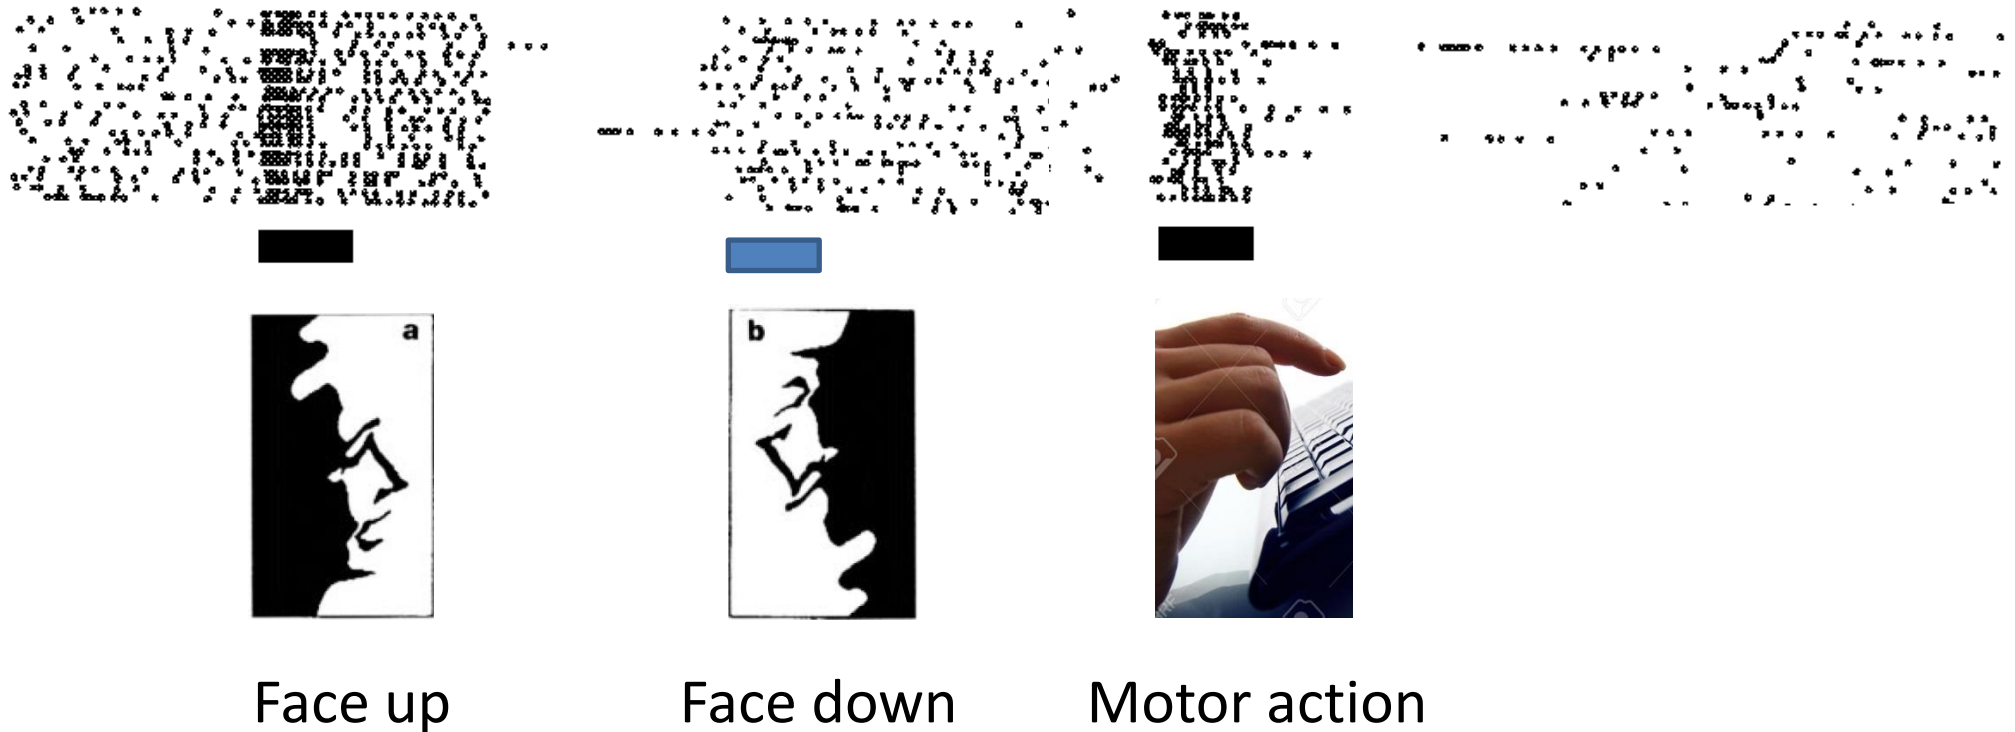 a
b
Face up
Face down
Motor action